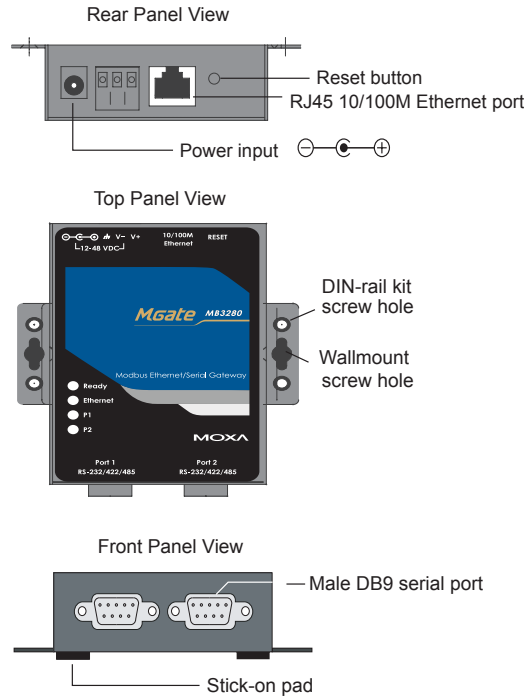 Rear Panel View
Reset button
RJ45 10/100M Ethernet port
Power input
Top Panel View
V- V+
12-48 VDC
10/100M
Ethernet
RESET
DIN-rail kit
screw hole
MGate MB3280
Wallmount
screw hole
Modbus Ethernet/Serial Gateway
Ready
Ethernet
P1
P2
MOXA
Port 1
RS-232/422/485
Port 2
RS-232/422/485
Front Panel View
Male DB9 serial port
Stick-on pad